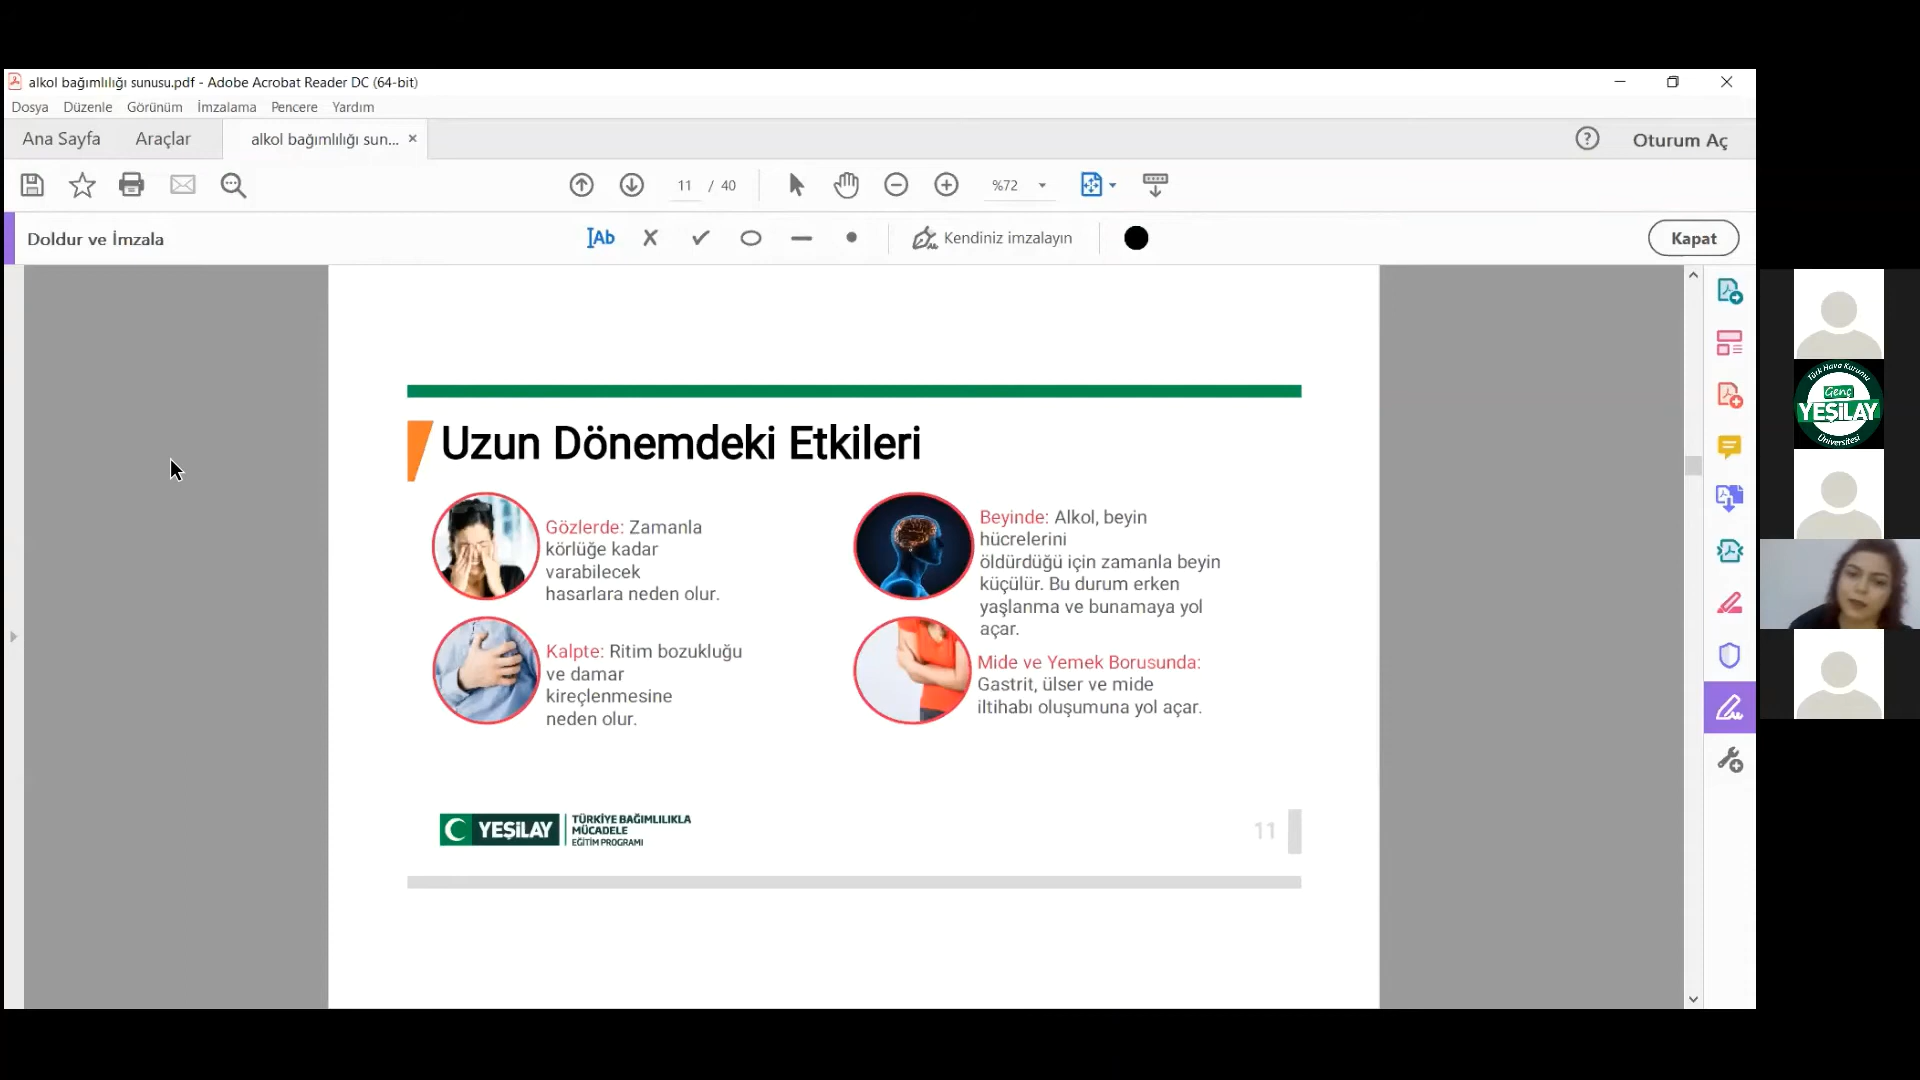 alkol bağımlılığı sunusu.pdf - Adobe Acrobat Reader DC (64-bit)
Dosya Düzenle Görünüm İmzalama Pencere Yardım
Ana Sayfa Araçlar alkol bağımlılığı sun... Oturum Aç
11 / 40 %72
Doldur ve İmzala Kendiniz imzalayın Kapat
Uzun Dönemdeki Etkileri
Gözlerde: Zamanla
körlüğe kadar
varabilecek
hasarlara neden olur.
Kalpte: Ritim bozukluğu
ve damar
kireçlenmesine
neden olur.
Beyinde: Alkol, beyin
hücrelerini
öldürdüğü için zamanla beyin
küçülür. Bu durum erken
yaşlanma ve bunamaya yol
açar.
Mide ve Yemek Borusunda:
Gastrit, ülser ve mide
iltihabı oluşumuna yol açar.
YEŞİLAY
TÜRKİYE BAĞIMLILIKLA
MÜCADELE
EĞİTİM PROGRAMI
11
Türk Hava Kurumu
Genç
YEŞİLAY
Üniversitesi